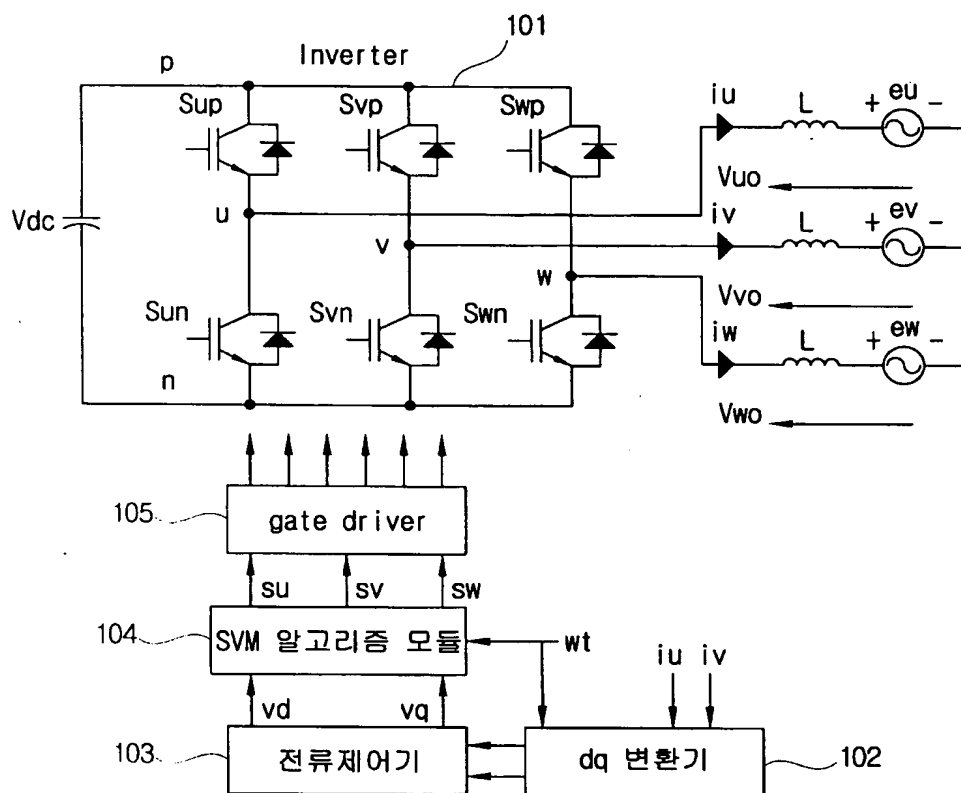 101
Inverter
p
Sup
Svp
Swp
iu
L
+ eu -
Vuo
Vdc
u
iv
L
+ ev -
v
w
Vvo
Sun
Svn
Swn
iw
L
+ ew -
n
Vwo
105
gate driver
su
sv
sw
104
SVM 알고리즘 모듈
wt
iu
iv
vd
vq
103
전류제어기
dq 변환기
102